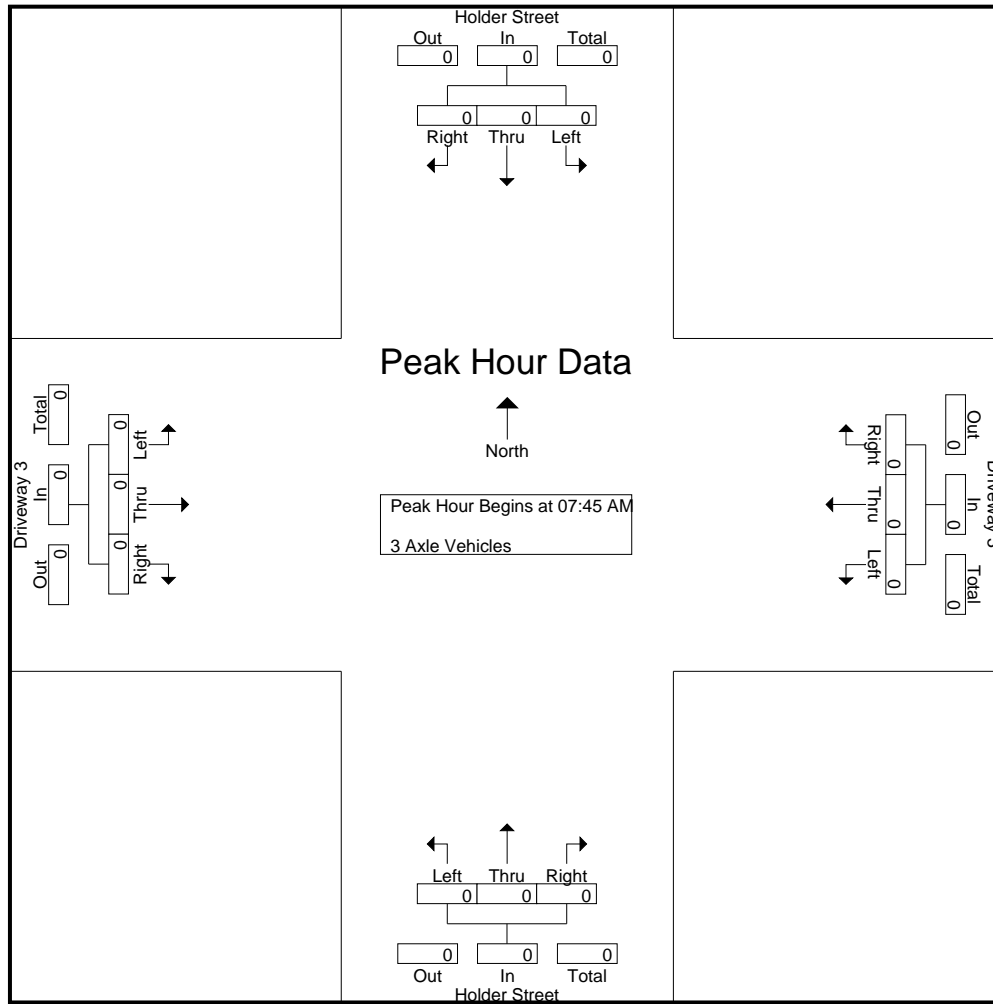 Holder Street
Out In Total
0 0 0
0 0 0
Right Thru Left
Peak Hour Data
North
Peak Hour Begins at 07:45 AM
3 Axle Vehicles
Driveway 3
Out In Total
0 0 0
Right Thru Left
0 0 0
Driveway 3
Out In Total
0 0 0
Right Thru Left
0 0 0
Left Thru Right
0 0 0
0 0 0
Out In Total
Holder Street